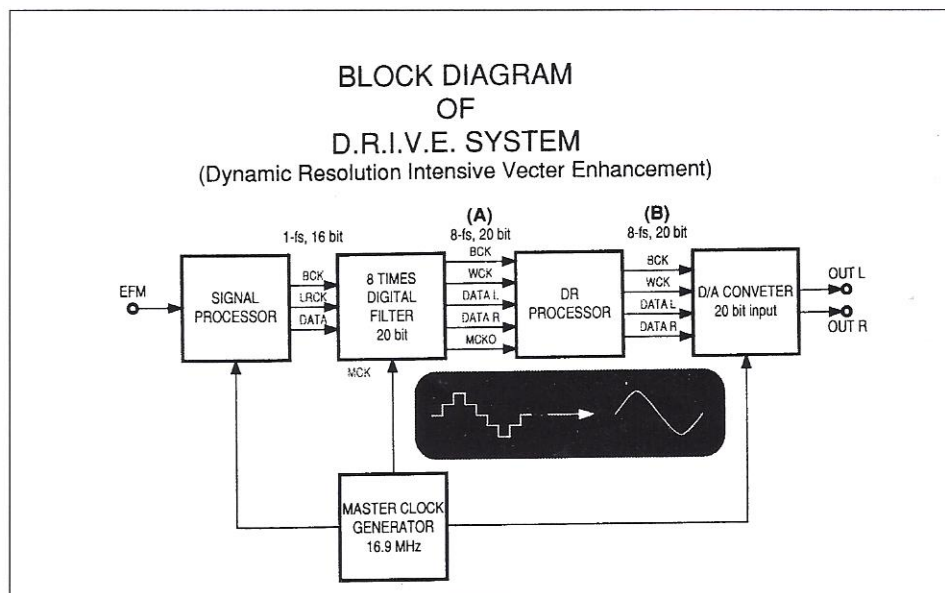 BLOCK DIAGRAM
OF
D.R.I.V.E. SYSTEM
(Dynamic Resolution Intensive Vecter Enhancement)
(A)
(B)
1-fs, 16 bit
8-fs, 20 bit
8-fs, 20 bit
EFM
SIGNAL
PROCESSOR
BCK
LRCK
DATA
8 TIMES
DIGITAL
FILTER
20 bit
BCK
WCK
DATA L
DATA R
MCKO
DR
PROCESSOR
BCK
WCK
DATA L
DATA R
D/A CONVETER
20 bit input
OUT L
OUT R
MCK
MASTER CLOCK
GENERATOR
16.9 MHz